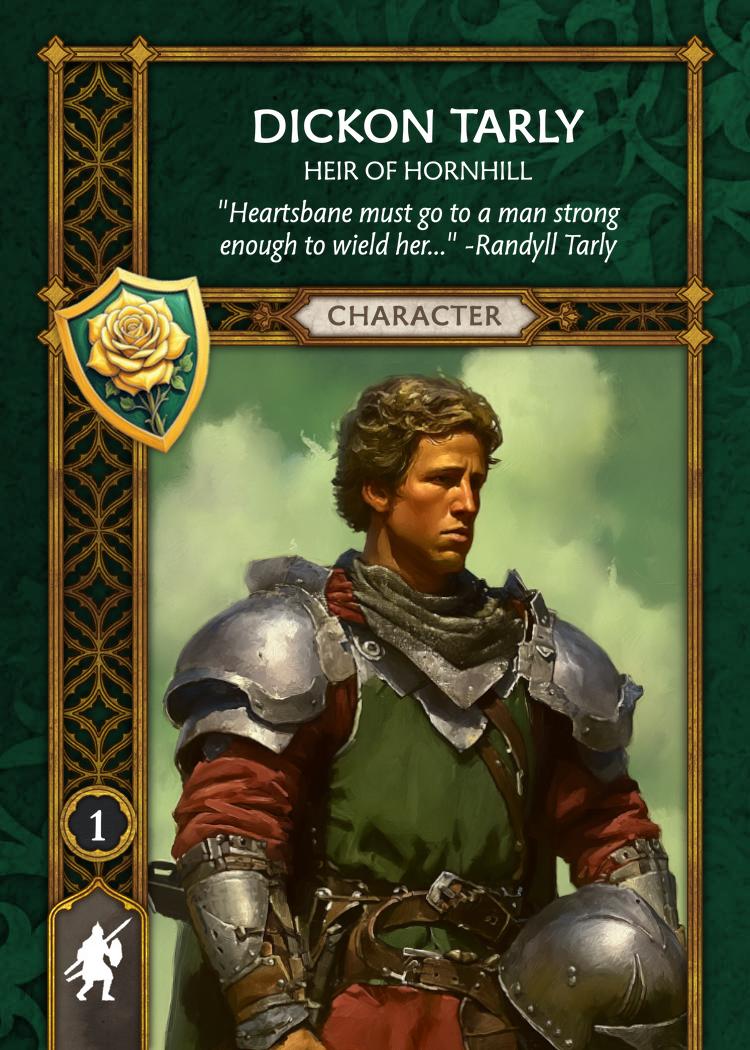 DICKON TARLY
HEIR OF HORNHILL
"Heartsbane must go to a man strong
enough to wield her..." -Randyll Tarly
CHARACTER
1